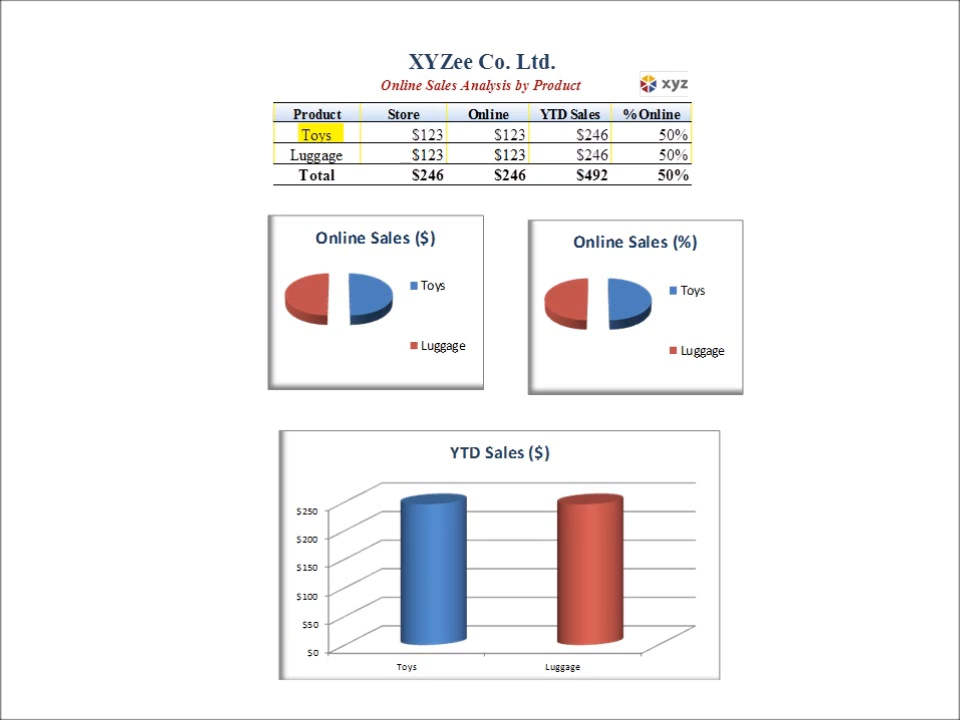 XYZee Co. Ltd.
Online Sales Analysis by Product
xyz
Product Store Online YTD Sales % Online
Toys $123 $123 $246 50%
Luggage $123 $123 $246 50%
Total $246 $246 $492 50%
Online Sales ($)
Toys
Luggage
Online Sales (%)
Toys
Luggage
YTD Sales ($)
$250
$200
$150
$100
$50
$0
Toys Luggage